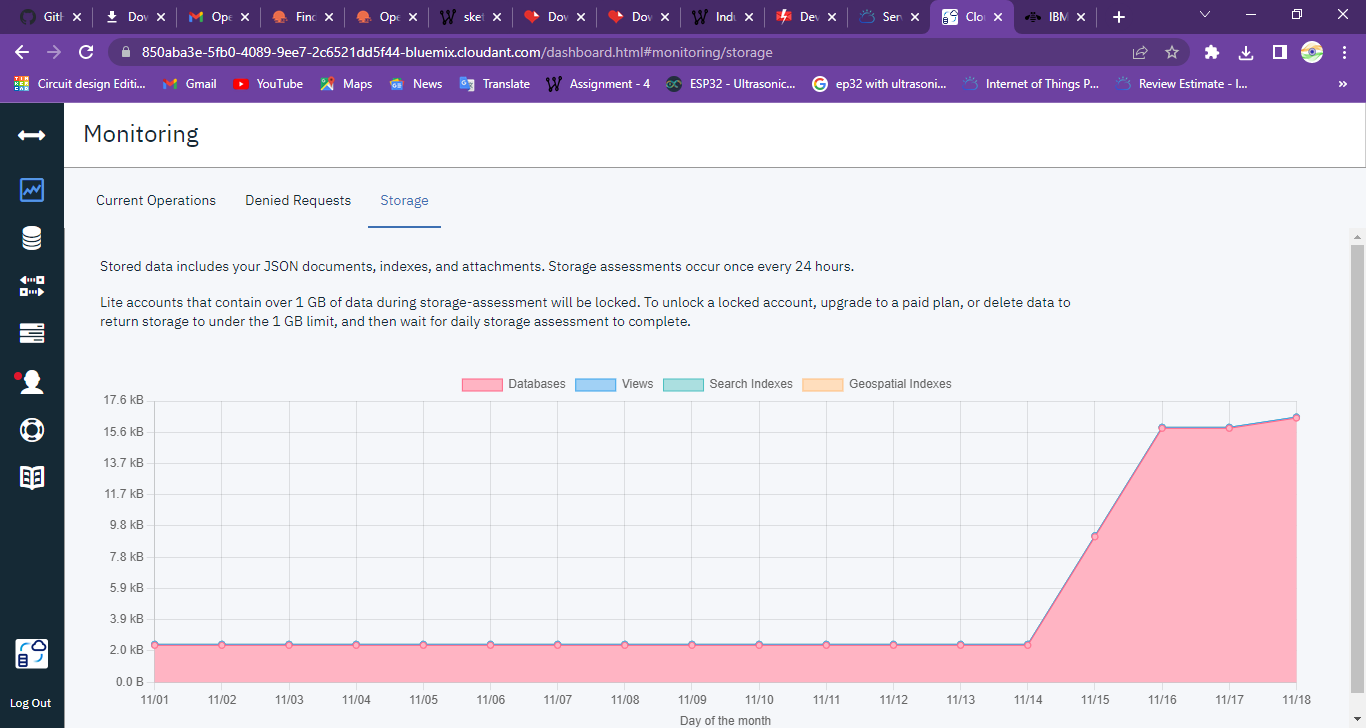 Gith
Dov
Ope
Finc
Ope
sket
Dov
Dov
Indu
Dev
Serv
Clou
IBM
850aba3e-5fb0-4089-9ee7-2c6521dd5f44-bluemix.cloudant.com/dashboard.html#monitoring/storage
Circuit design Editi...
Gmail
YouTube
Maps
News
Translate
Assignment - 4
ESP32 - Ultrasonic...
ep32 with ultrasoni...
Internet of Things P...
Review Estimate - I...
»
Monitoring
Current Operations
Denied Requests
Storage
Stored data includes your JSON documents, indexes, and attachments. Storage assessments occur once every 24 hours.
Lite accounts that contain over 1 GB of data during storage-assessment will be locked. To unlock a locked account, upgrade to a paid plan, or delete data to
return storage to under the 1 GB limit, and then wait for daily storage assessment to complete.
Databases
Views
Search Indexes
Geospatial Indexes
17.6 kB
15.6 kB
13.7 kB
11.7 kB
9.8 kB
7.8 kB
5.9 kB
3.9 kB
2.0 kB
0.0 B
11/01
11/02
11/03
11/04
11/05
11/06
11/07
11/08
11/09
11/10
11/11
11/12
11/13
11/14
11/15
11/16
11/17
11/18
Day of the month
Log Out